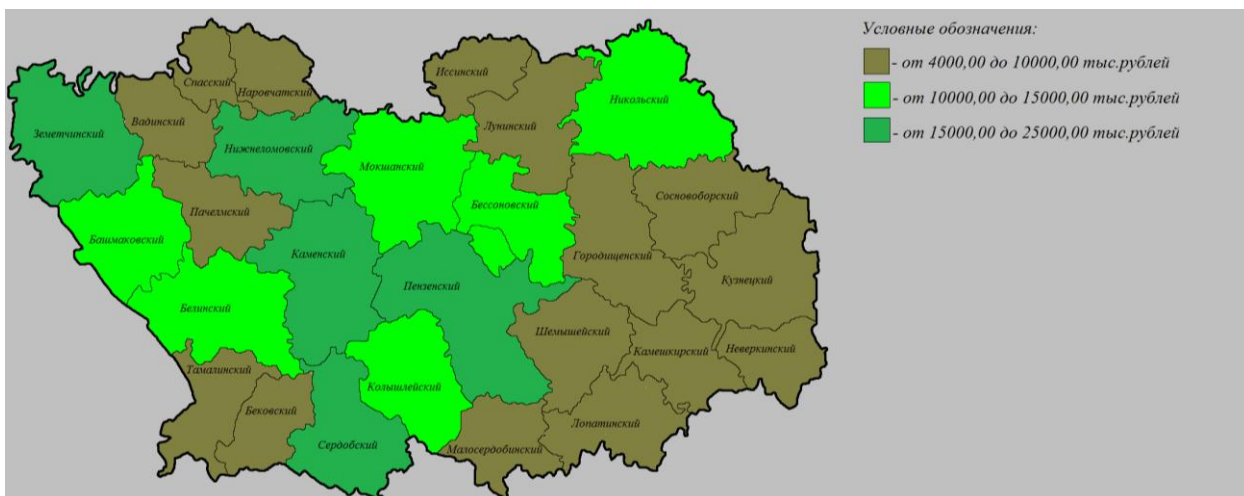 Условные обозначения:
- от 4000,00 до 10000,00 тыс.рублей
- от 10000,00 до 15000,00 тыс.рублей
- от 15000,00 до 25000,00 тыс.рублей
Спасский
Наровчатский
Иссинский
Никольский
Земетчинский
Вадинский
Лунинский
Нижнеломовский
Мокшанский
Сосновоборский
Пачелмский
Бессоновский
Башмаковский
Каменский
Городищенский
Пензенский
Кузнецкий
Белинский
Шемышейский
Камешкирский
Неверкинский
Тамалинский
Колышлейский
Бековский
Лопатинский
Сердобский
Малосердобинский